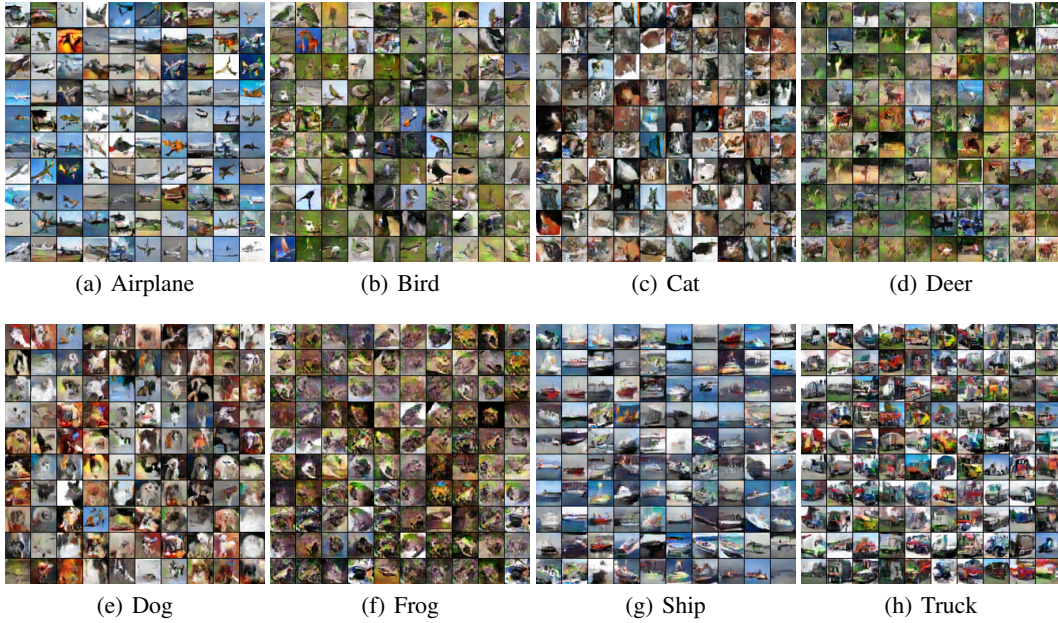 (a) Airplane
(b) Bird
(c) Cat
(d) Deer
(e) Dog
(f) Frog
(g) Ship
(h) Truck